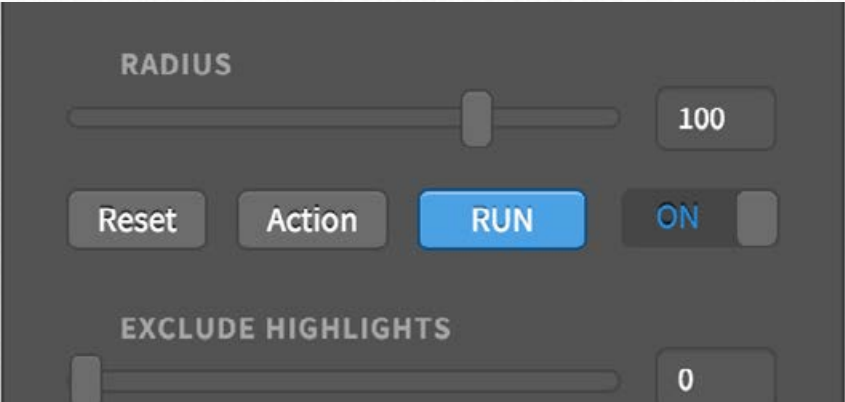 RADIUS
100
Reset Action RUN ON
EXCLUDE HIGHLIGHTS
0